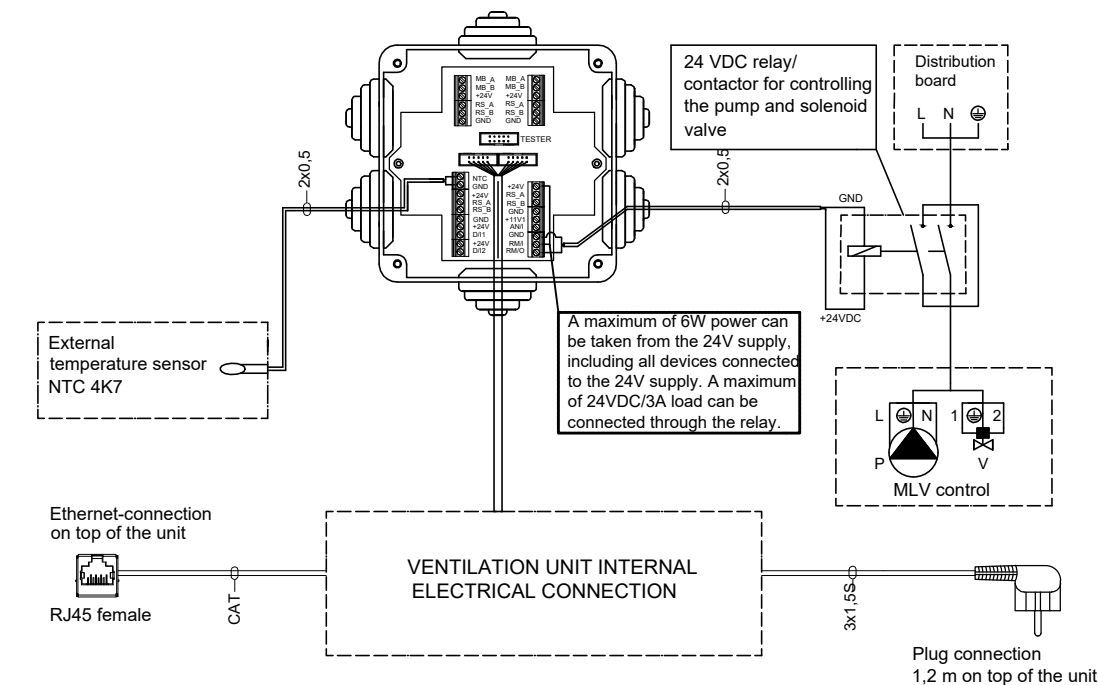 MB_A
MB_B
+24V
RS_A
RS_B
GND
MB_A
MB_B
+24V
RS_A
RS_B
GND
TESTER
NTC
GND
+24V
RS_A
RS_B
GND
+24V
D/I1
+24V
D/I2
+24V
RS_A
RS_B
GND
+11V1
AN/I
GND
RM/I
RM/O
2x0,5
2x0,5
24 VDC relay/
contactor for controlling
the pump and solenoid
valve
Distribution
board
L N
GND
+24VDC
External
temperature sensor
NTC 4K7
A maximum of 6W power can
be taken from the 24V supply,
including all devices connected
to the 24V supply. A maximum
of 24VDC/3A load can be
connected through the relay.
L N 1 2
P V
MLV control
Ethernet-connection
on top of the unit
RJ45 female
CAT
VENTILATION UNIT INTERNAL
ELECTRICAL CONNECTION
3x1,5S
Plug connection
1,2 m on top of the unit